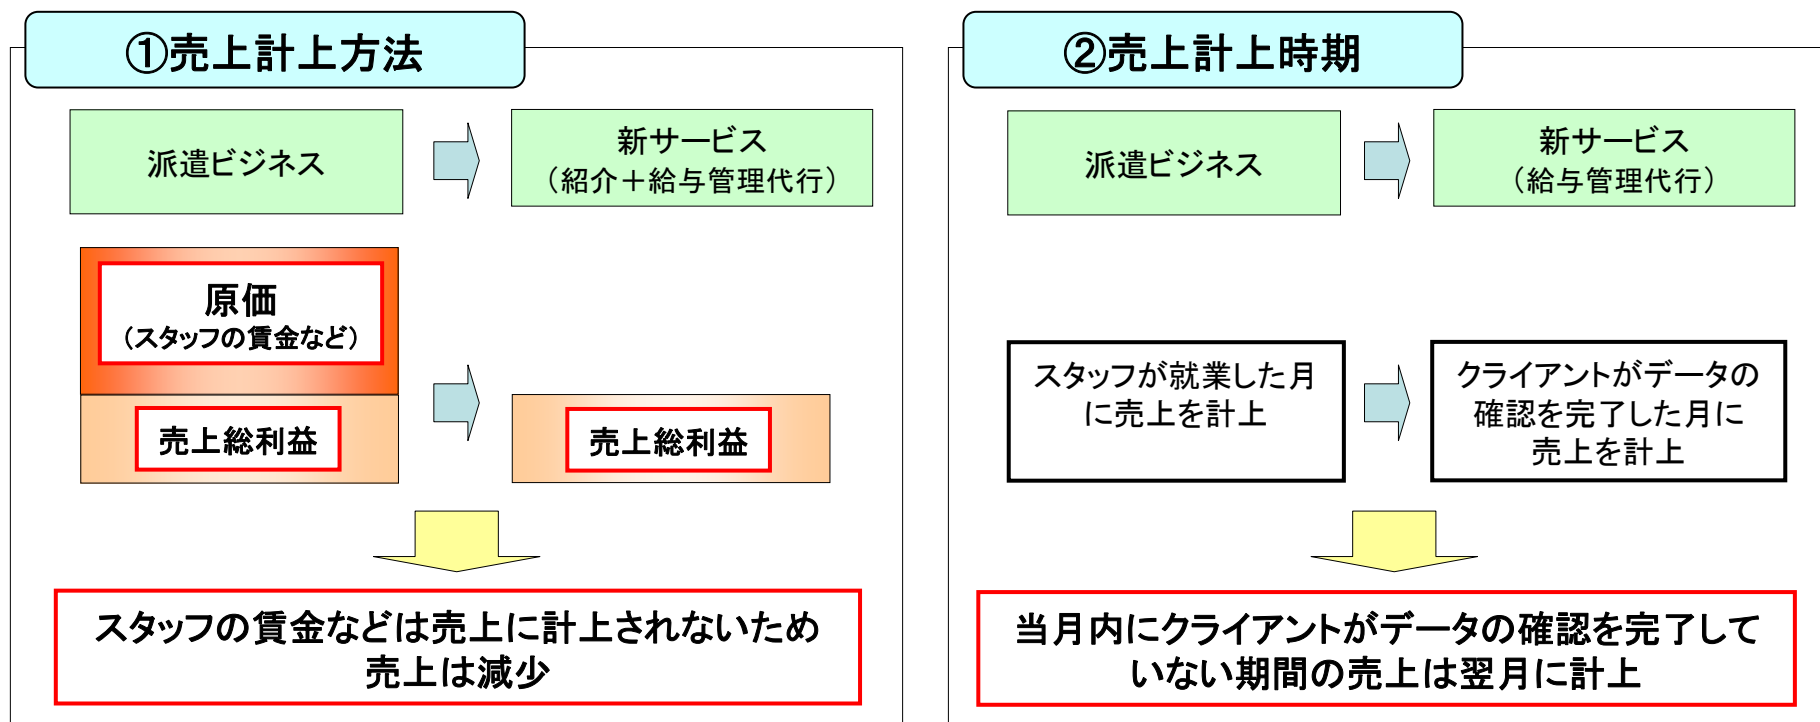 ①売上計上方法
派遣ビジネス
新サービス
（紹介＋給与管理代行）
原価
（スタッフの賃金など）
売上総利益
売上総利益
スタッフの賃金などは売上に計上されないため
売上は減少
②売上計上時期
派遣ビジネス
新サービス
（給与管理代行）
スタッフが就業した月
に売上を計上
クライアントがデータの
確認を完了した月に
売上を計上
当月内にクライアントがデータの確認を完了して
いない期間の売上は翌月に計上